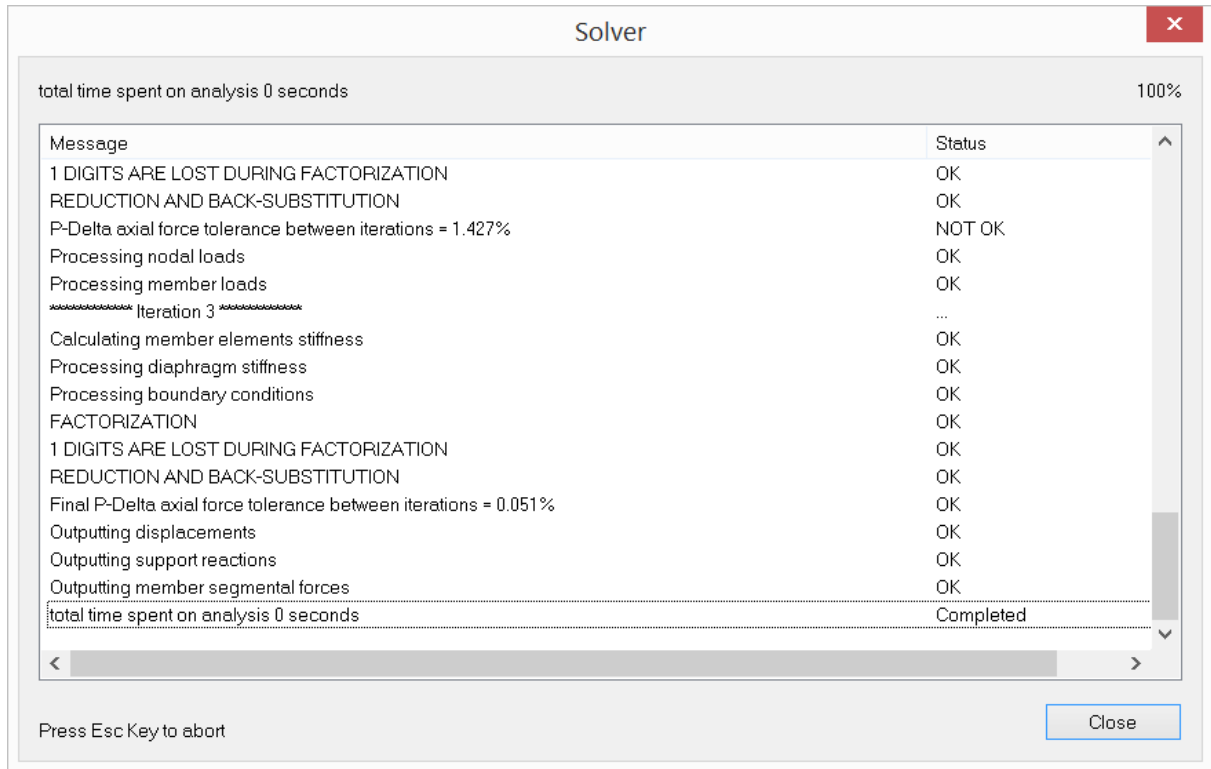 Solver
total time spent on analysis 0 seconds 100%
Message Status
1 DIGITS ARE LOST DURING FACTORIZATION OK
REDUCTION AND BACK-SUBSTITUTION OK
P-Delta axial force tolerance between iterations = 1.427% NOT OK
Processing nodal loads OK
Processing member loads OK
************* Iteration 3 ************* ...
Calculating member elements stiffness OK
Processing diaphragm stiffness OK
Processing boundary conditions OK
FACTORIZATION OK
1 DIGITS ARE LOST DURING FACTORIZATION OK
REDUCTION AND BACK-SUBSTITUTION OK
Final P-Delta axial force tolerance between iterations = 0.051% OK
Outputting displacements OK
Outputting support reactions OK
Outputting member segmental forces OK
total time spent on analysis 0 seconds Completed
Press Esc Key to abort Close